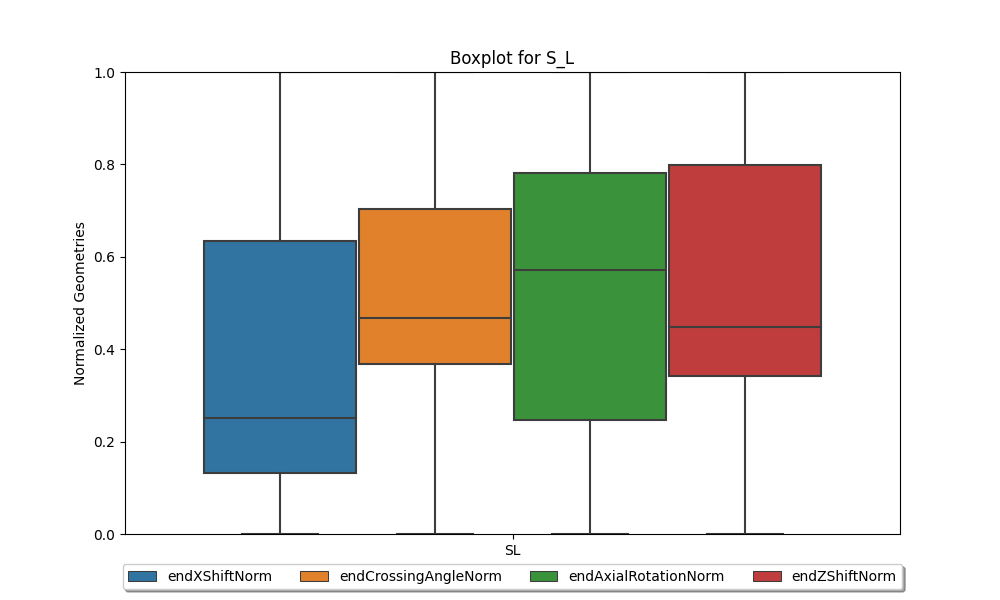 Boxplot for S_L
1.0
0.8
0.6
0.4
0.2
0.0
Normalized Geometries
SL
endXShiftNorm endCrossingAngleNorm endAxialRotationNorm endZShiftNorm